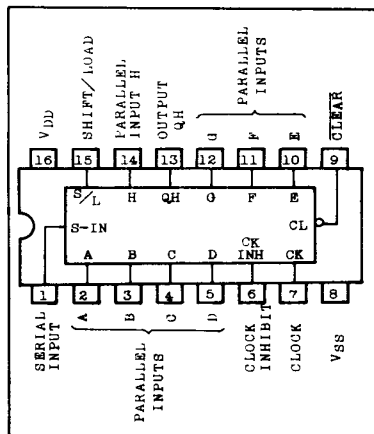 PARALLEL
INPUTS
VDD
SHIFT/LOAD
PARALLEL
INPUT H
OUTPUT
QH
G
F
E
CLEAR
16 15 14 13 12 11 10 9
S/L H QH G F E
S-IN CL
A B C D CK INH CK
1 2 3 4 5 6 7 8
SERIAL
INPUT
A
B
C
D
CLOCK
INHIBIT
CLOCK
VSS
PARALLEL
INPUTS